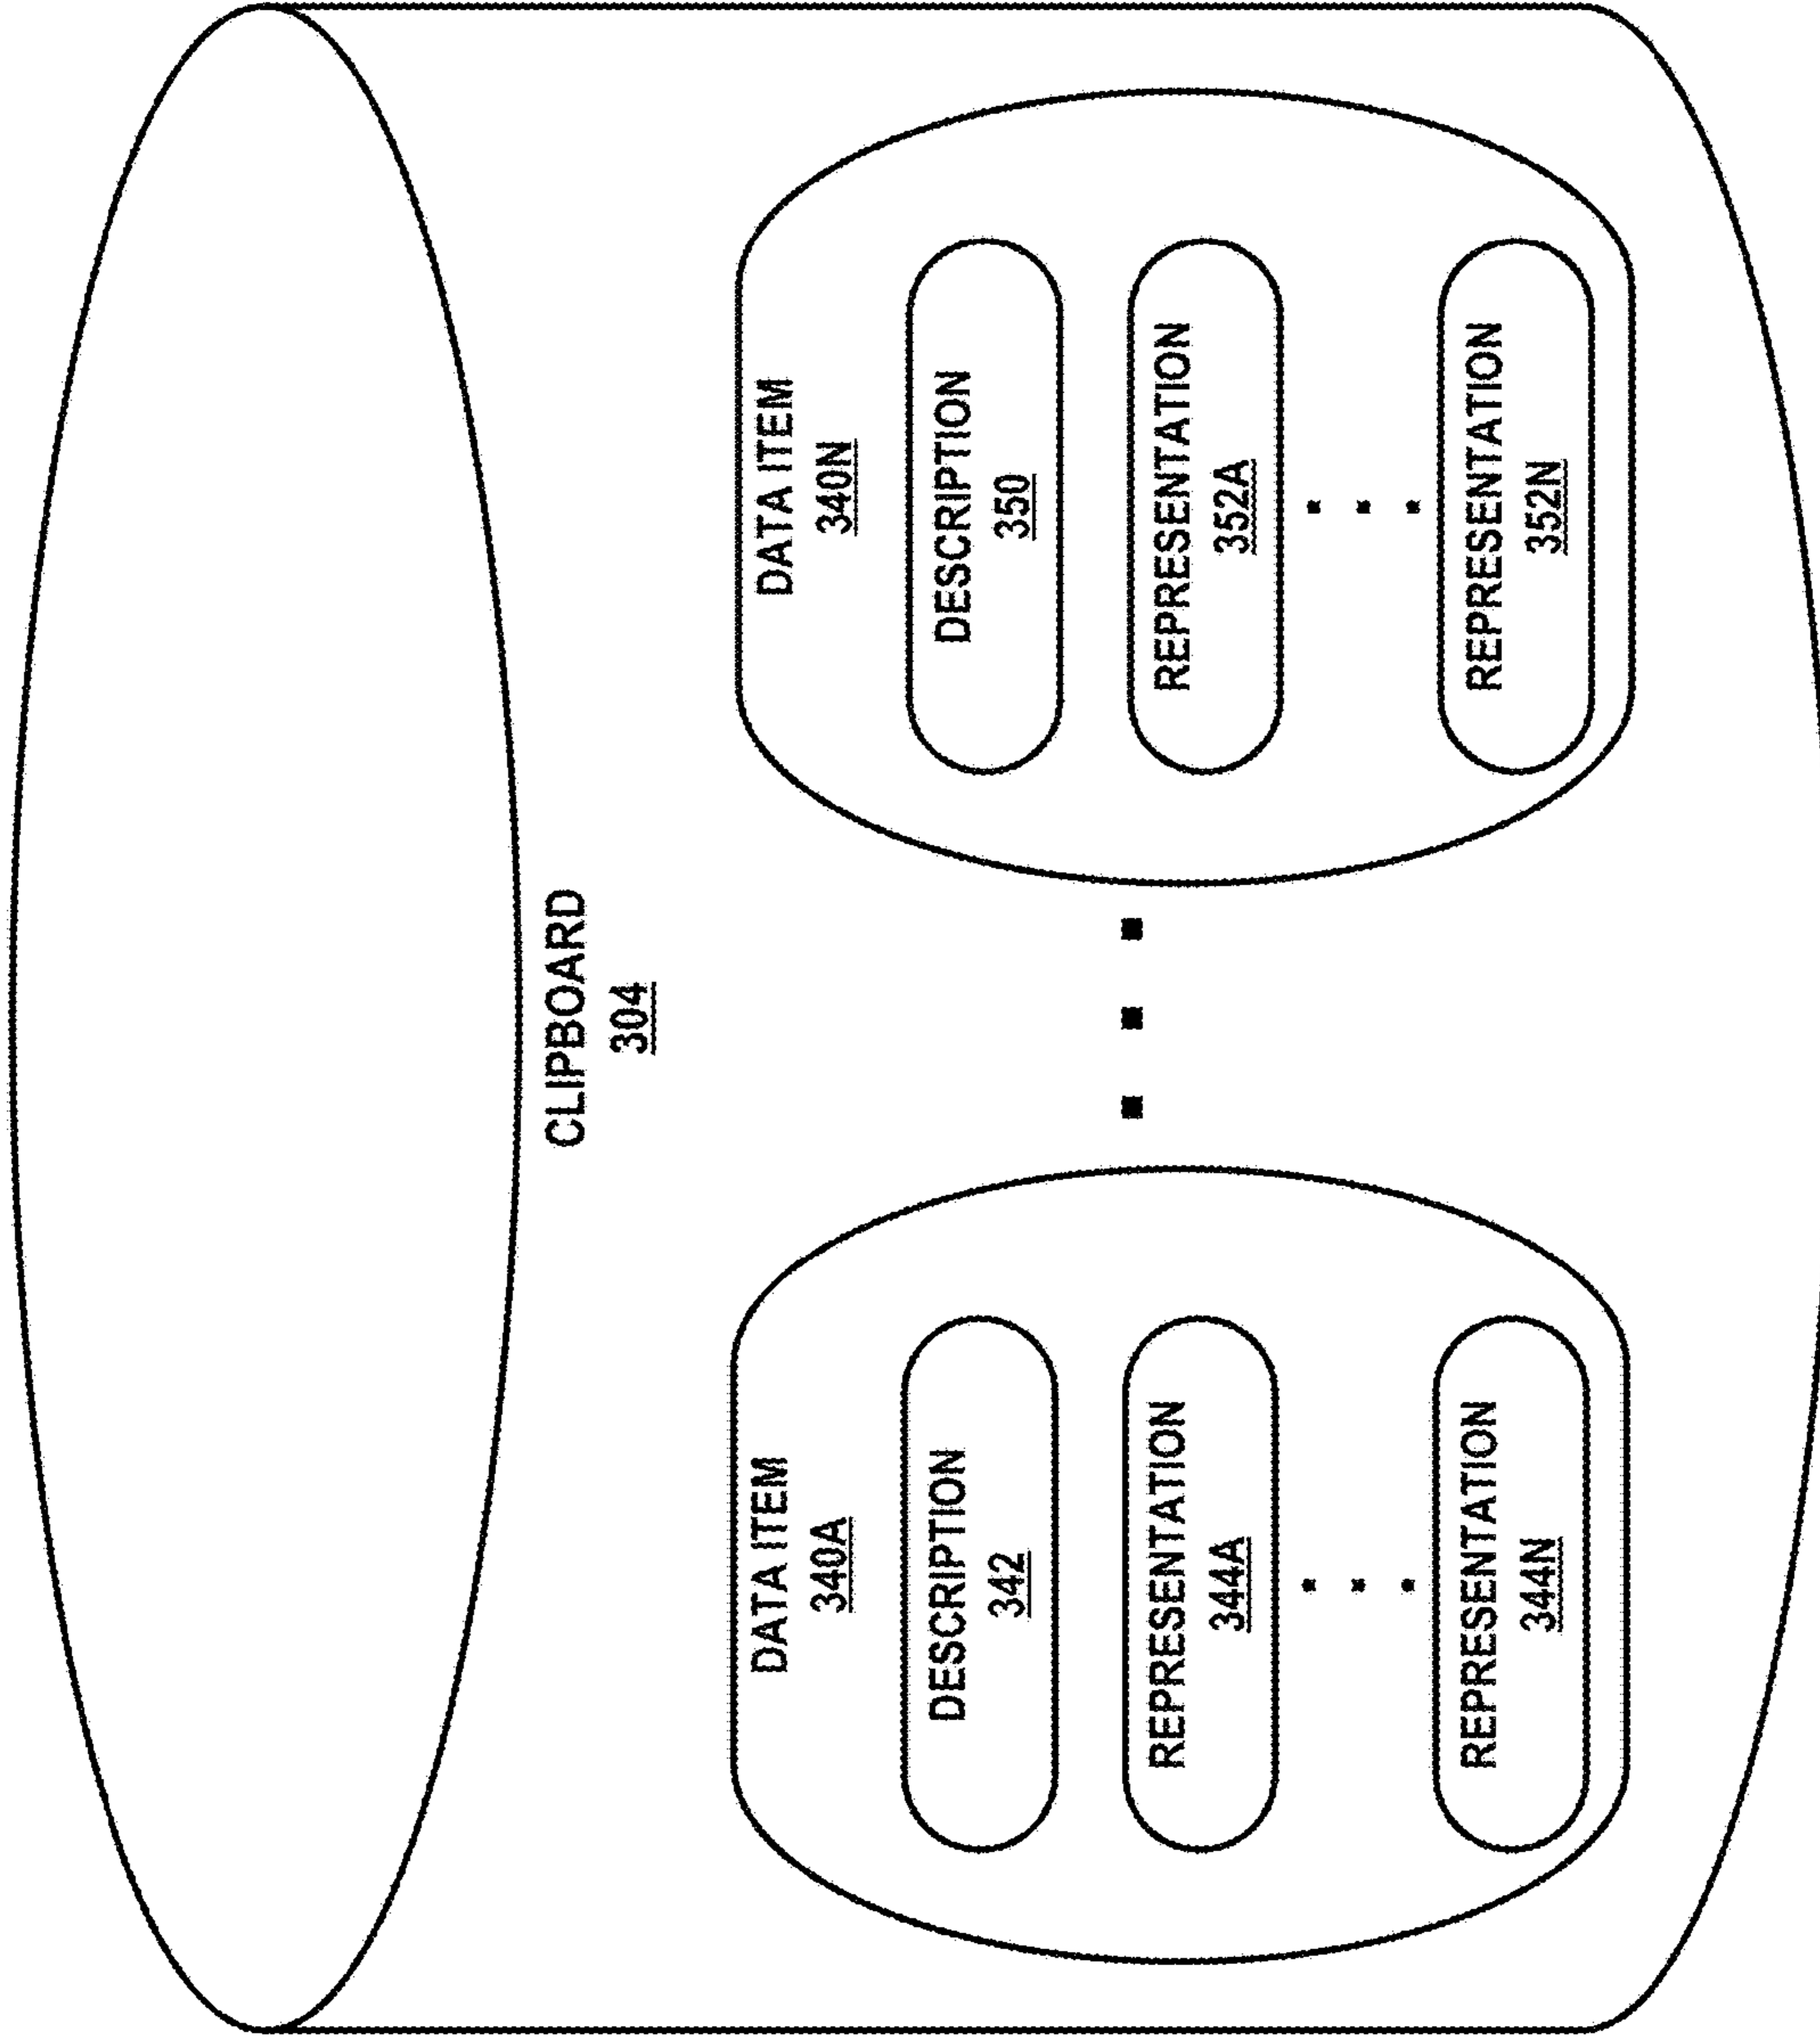 CLIPBOARD
304
DATA ITEM
340A
DESCRIPTION
342
REPRESENTATION
344A
REPRESENTATION
344N
DATA ITEM
340N
DESCRIPTION
350
REPRESENTATION
352A
REPRESENTATION
352N